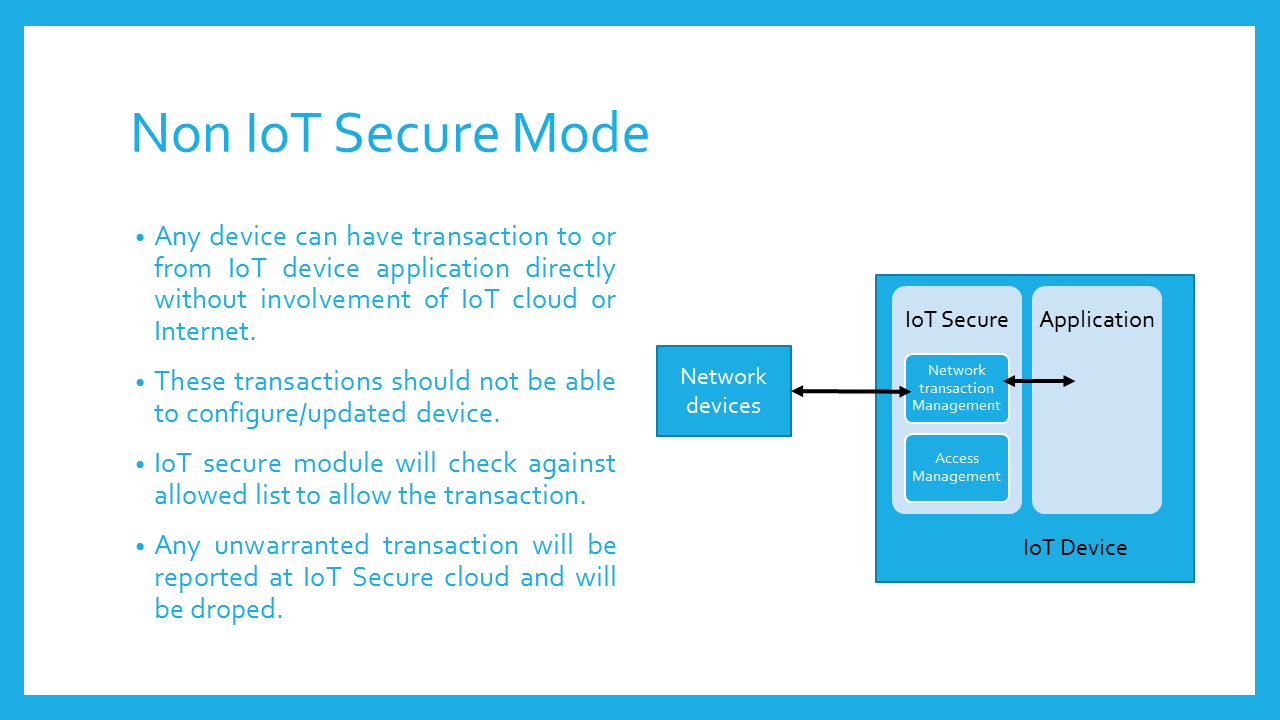 Non IoT Secure Mode
• Any device can have transaction to or
from IoT device application directly
without involvement of IoT cloud or
Internet.
• These transactions should not be able
to configure/updated device.
• IoT secure module will check against
allowed list to allow the transaction.
• Any unwarranted transaction will be
reported at IoT Secure cloud and will
be droped.
Network
devices
IoT Secure
Network
transaction
Management
Access
Management
Application
IoT Device